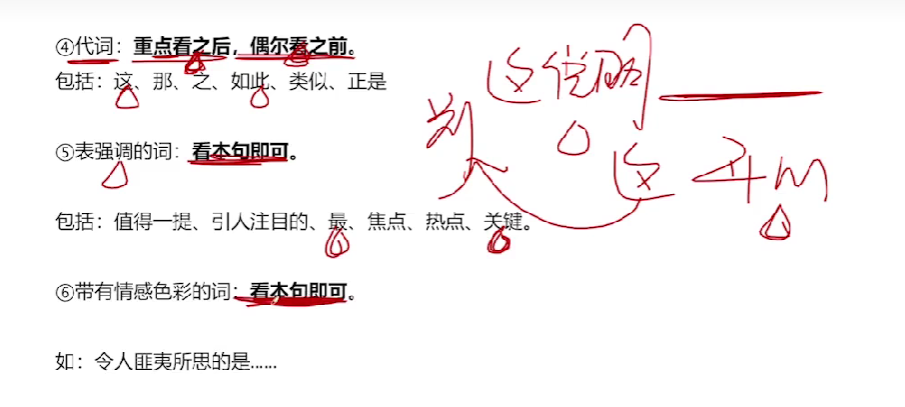 ④代词：重点看之后，偶尔看之前。
包括：这、那、之、如此、类似、正是
⑤表强调的词：看本句即可。
包括：值得一提、引人注目的、最、焦点、热点、关键。
⑥带有情感色彩的词：看本句即可。
如：令人匪夷所思的是……
这
别人
这